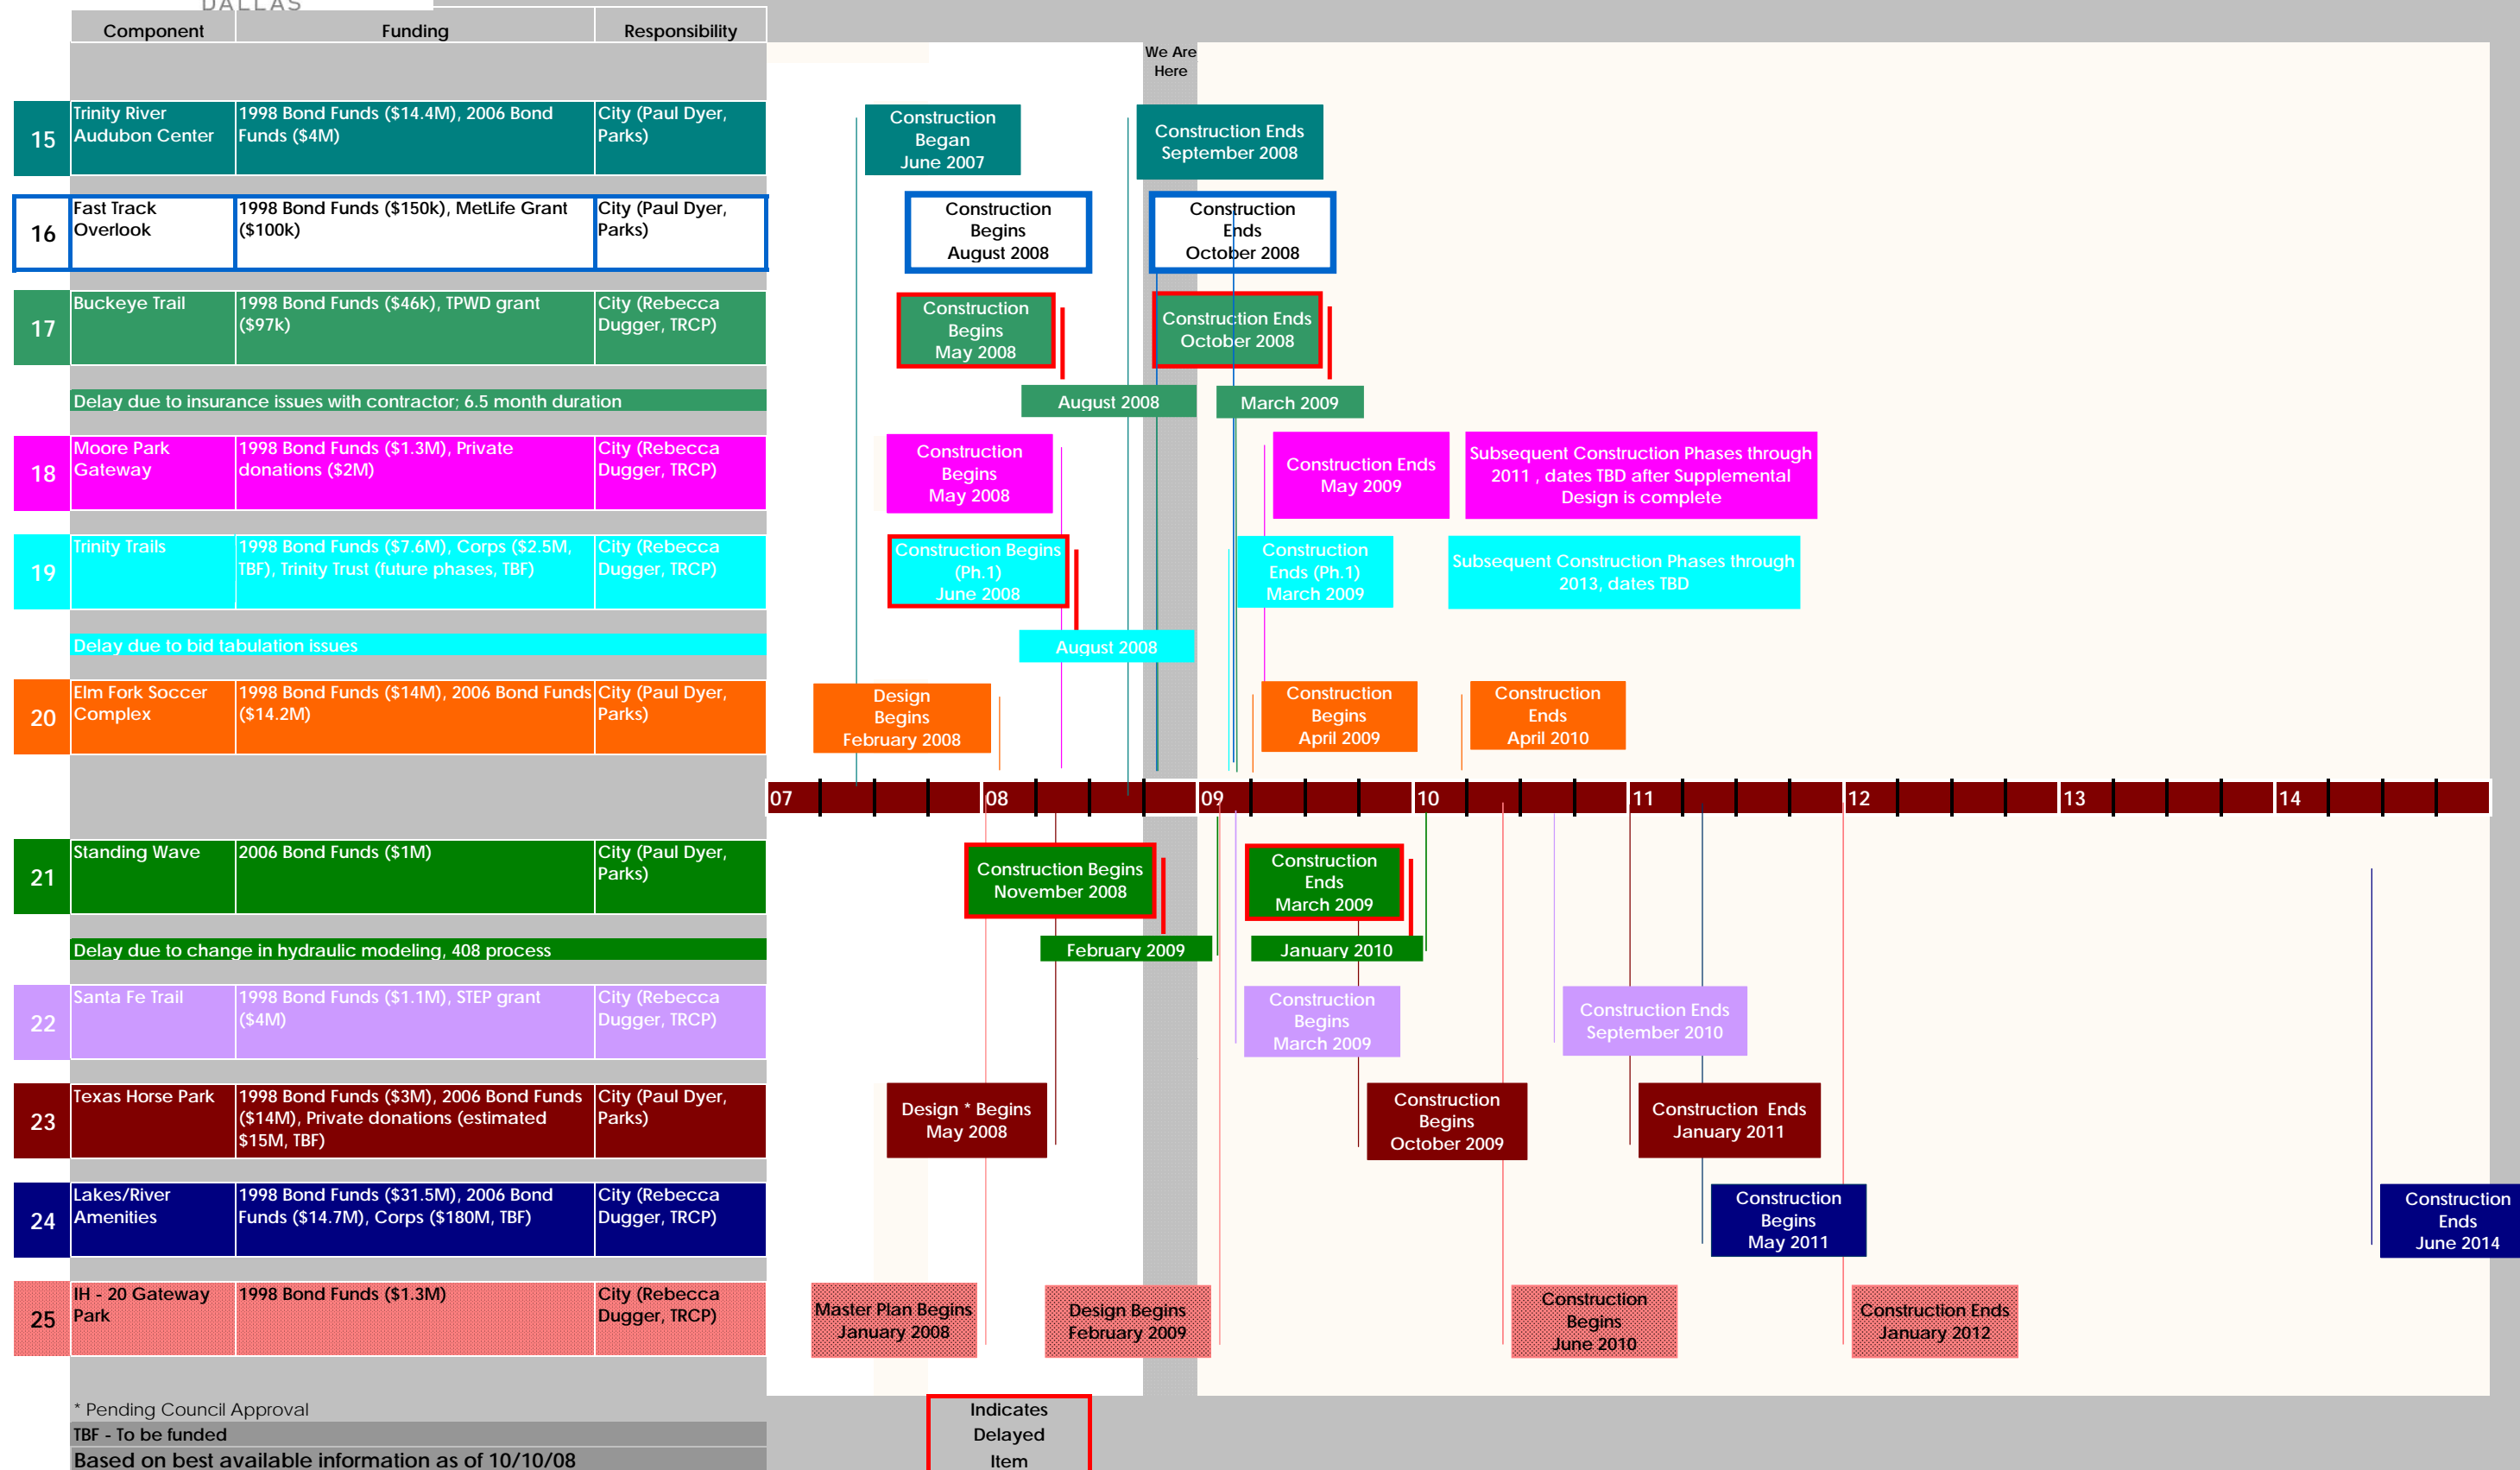 DALLAS
Component Funding Responsibility
We Are
Here
15
Trinity River
Audubon Center
1998 Bond Funds ($14.4M), 2006 Bond
Funds ($4M)
City (Paul Dyer,
Parks)
Construction
Began
June 2007
Construction Ends
September 2008
16
Fast Track
Overlook
1998 Bond Funds ($150k), MetLife Grant
($100k)
City (Paul Dyer,
Parks)
Construction
Begins
August 2008
Construction
Ends
October 2008
17
Buckeye Trail
1998 Bond Funds ($46k), TPWD grant
($97k)
City (Rebecca
Dugger, TRCP)
Construction
Begins
May 2008
Construction Ends
October 2008
Delay due to insurance issues with contractor; 6.5 month duration
August 2008
March 2009
18
Moore Park
Gateway
1998 Bond Funds ($1.3M), Private
donations ($2M)
City (Rebecca
Dugger, TRCP)
Construction
Begins
May 2008
Construction Ends
May 2009
Subsequent Construction Phases through
2011 , dates TBD after Supplemental
Design is complete
19
Trinity Trails
1998 Bond Funds ($7.6M), Corps ($2.5M,
TBF), Trinity Trust (future phases, TBF)
City (Rebecca
Dugger, TRCP)
Construction Begins
(Ph.1)
June 2008
Construction
Ends (Ph.1)
March 2009
Subsequent Construction Phases through
2013, dates TBD
Delay due to bid tabulation issues
August 2008
20
Elm Fork Soccer
Complex
1998 Bond Funds ($14M), 2006 Bond Funds
($14.2M)
City (Paul Dyer,
Parks)
Design
Begins
February 2008
Construction
Begins
April 2009
Construction
Ends
April 2010
07 08 09 10 11 12 13 14
21
Standing Wave
2006 Bond Funds ($1M)
City (Paul Dyer,
Parks)
Construction Begins
November 2008
Construction
Ends
March 2009
Delay due to change in hydraulic modeling, 408 process
February 2009
January 2010
22
Santa Fe Trail
1998 Bond Funds ($1.1M), STEP grant
($4M)
City (Rebecca
Dugger, TRCP)
Construction
Begins
March 2009
Construction Ends
September 2010
23
Texas Horse Park
1998 Bond Funds ($3M), 2006 Bond Funds
($14M), Private donations (estimated
$15M, TBF)
City (Paul Dyer,
Parks)
Design * Begins
May 2008
Construction
Begins
October 2009
Construction Ends
January 2011
24
Lakes/River
Amenities
1998 Bond Funds ($31.5M), 2006 Bond
Funds ($14.7M), Corps ($180M, TBF)
City (Rebecca
Dugger, TRCP)
Construction
Begins
May 2011
Construction
Ends
June 2014
25
IH - 20 Gateway
Park
1998 Bond Funds ($1.3M)
City (Rebecca
Dugger, TRCP)
Master Plan Begins
January 2008
Design Begins
February 2009
Construction
Begins
June 2010
Construction Ends
January 2012
* Pending Council Approval
TBF - To be funded
Based on best available information as of 10/10/08
Indicates
Delayed
Item